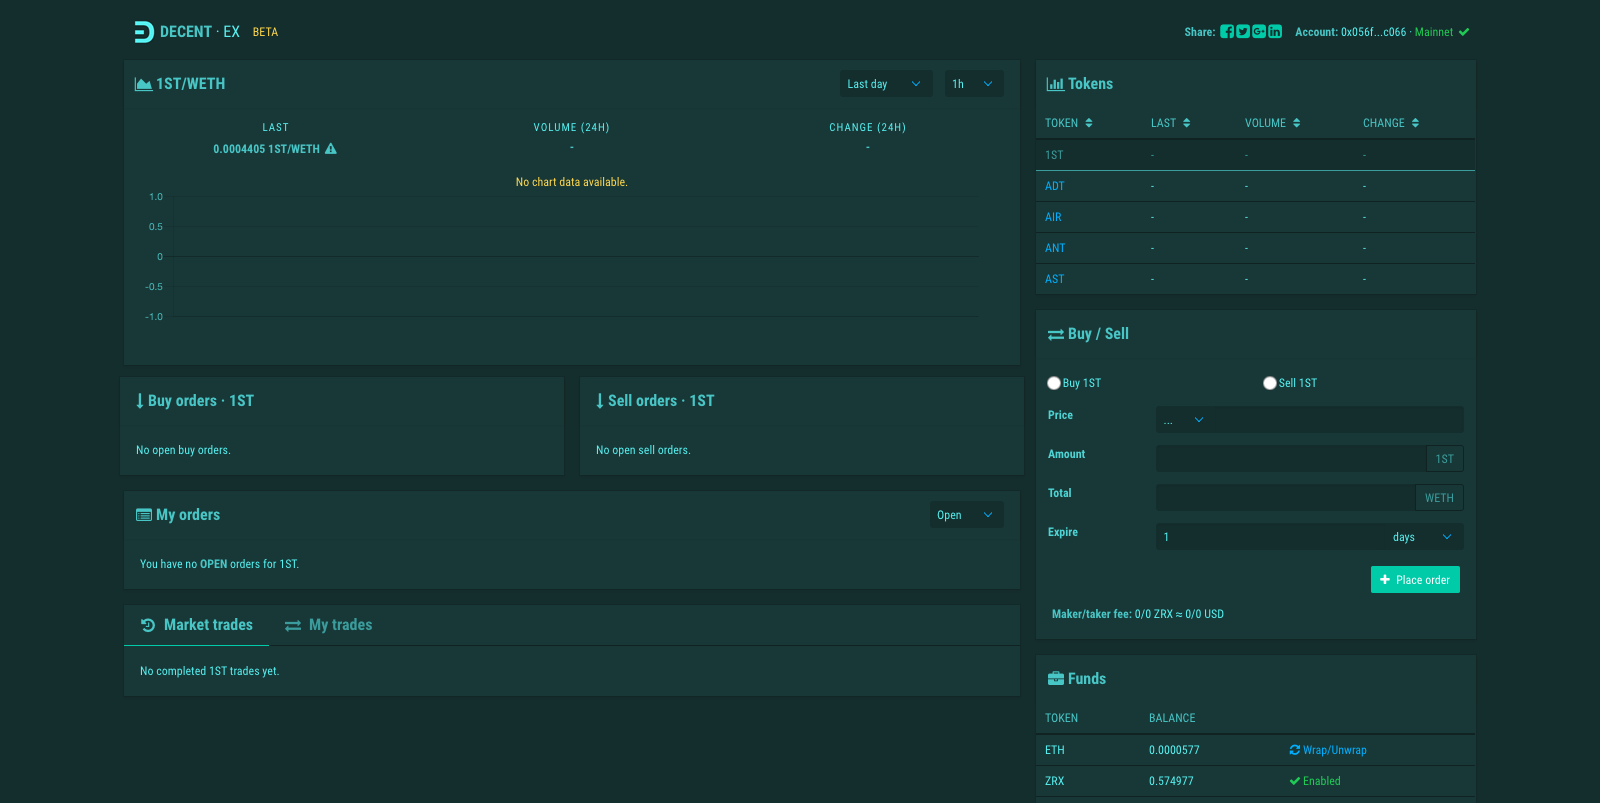 DECENT · EX BETA
Share: Account: 0x056f...c066 · Mainnet
1ST/WETH
Last day
1h
LAST
VOLUME (24H)
CHANGE (24H)
0.0004405 1ST/WETH
-
-
No chart data available.
1.0
0.5
0
-0.5
-1.0
Buy orders · 1ST
No open buy orders.
Sell orders · 1ST
No open sell orders.
My orders
Open
You have no OPEN orders for 1ST.
Market trades
My trades
No completed 1ST trades yet.
Tokens
TOKEN LAST VOLUME CHANGE
1ST - - -
ADT - - -
AIR - - -
ANT - - -
AST - - -
Buy / Sell
Buy 1ST
Sell 1ST
Price
...
Amount
1ST
Total
WETH
Expire
1
days
Place order
Maker/taker fee: 0/0 ZRX ≈ 0/0 USD
Funds
TOKEN BALANCE
ETH 0.0000577 Wrap/Unwrap
ZRX 0.574977 Enabled